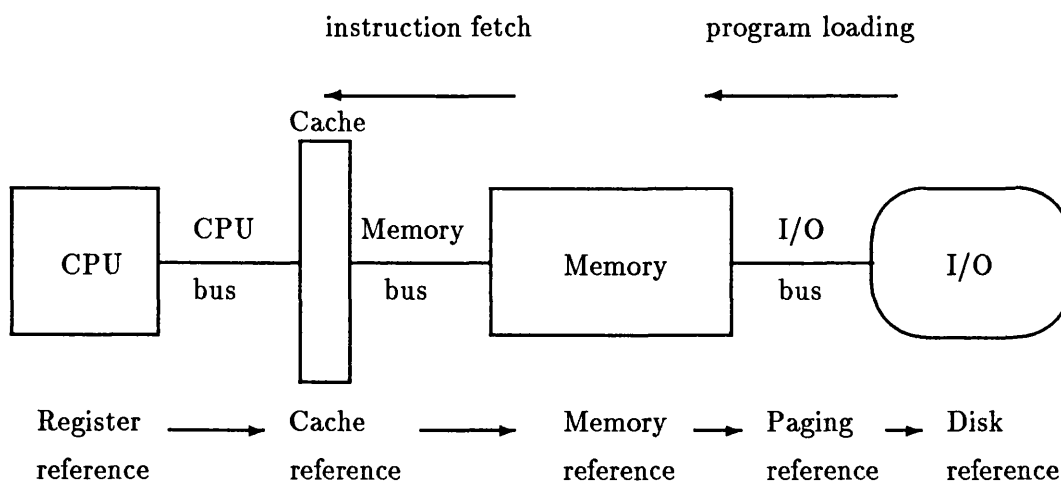 instruction fetch
program loading
Cache
CPU
CPU
bus
Memory
bus
Memory
I/O
bus
I/O
Register
reference
Cache
reference
Memory
reference
Paging
reference
Disk
reference